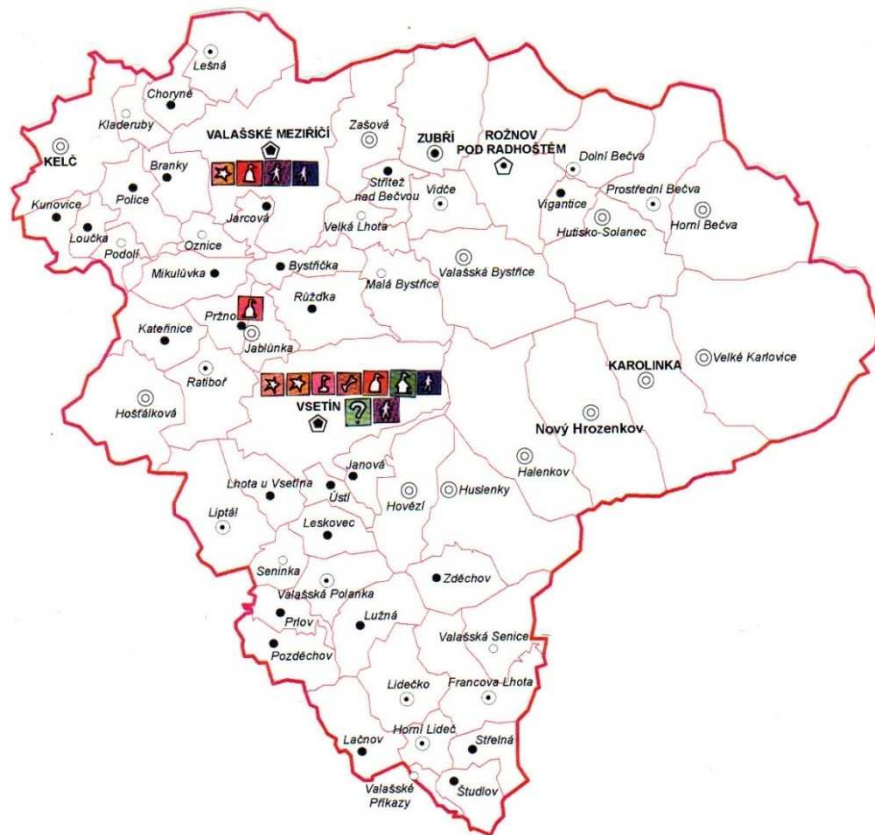 Lešná
Choryné
Kladeruby
VALAŠSKÉ MEZIŘÍČÍ
Zašová
ZUBŘÍ
ROŽNOV
POD RADHOŠTĚM
KELČ
Branky
Střítež
nad Bečvou
Dolní Bečva
Police
Vidče
Vigantice
Prostřední Bečva
Kunovice
Jarcová
Velká Lhota
Hutisko-Solanec
Horní Bečva
Loučka
Podolí
Oznice
Mikulůvka
Bystřička
Malá Bystřice
Valašská Bystřice
Růžďka
Pržno
Kateřnice
Jablůnka
Ratiboř
KAROLINKA
Velké Karlovice
Hošťálková
?
VSETÍN
Nový Hrozenkov
Halenkov
Janová
Lhota u Vsetína
Ústí
Hovězí
Huslenky
Liptál
Leskovec
Seninka
Valašská Polanka
Zděchov
Prlov
Lužná
Valašská Senice
Pozděchov
Lidečko
Francova Lhota
Horní Lideč
Lačnov
Střelná
Valašské
Příkazy
Študlov